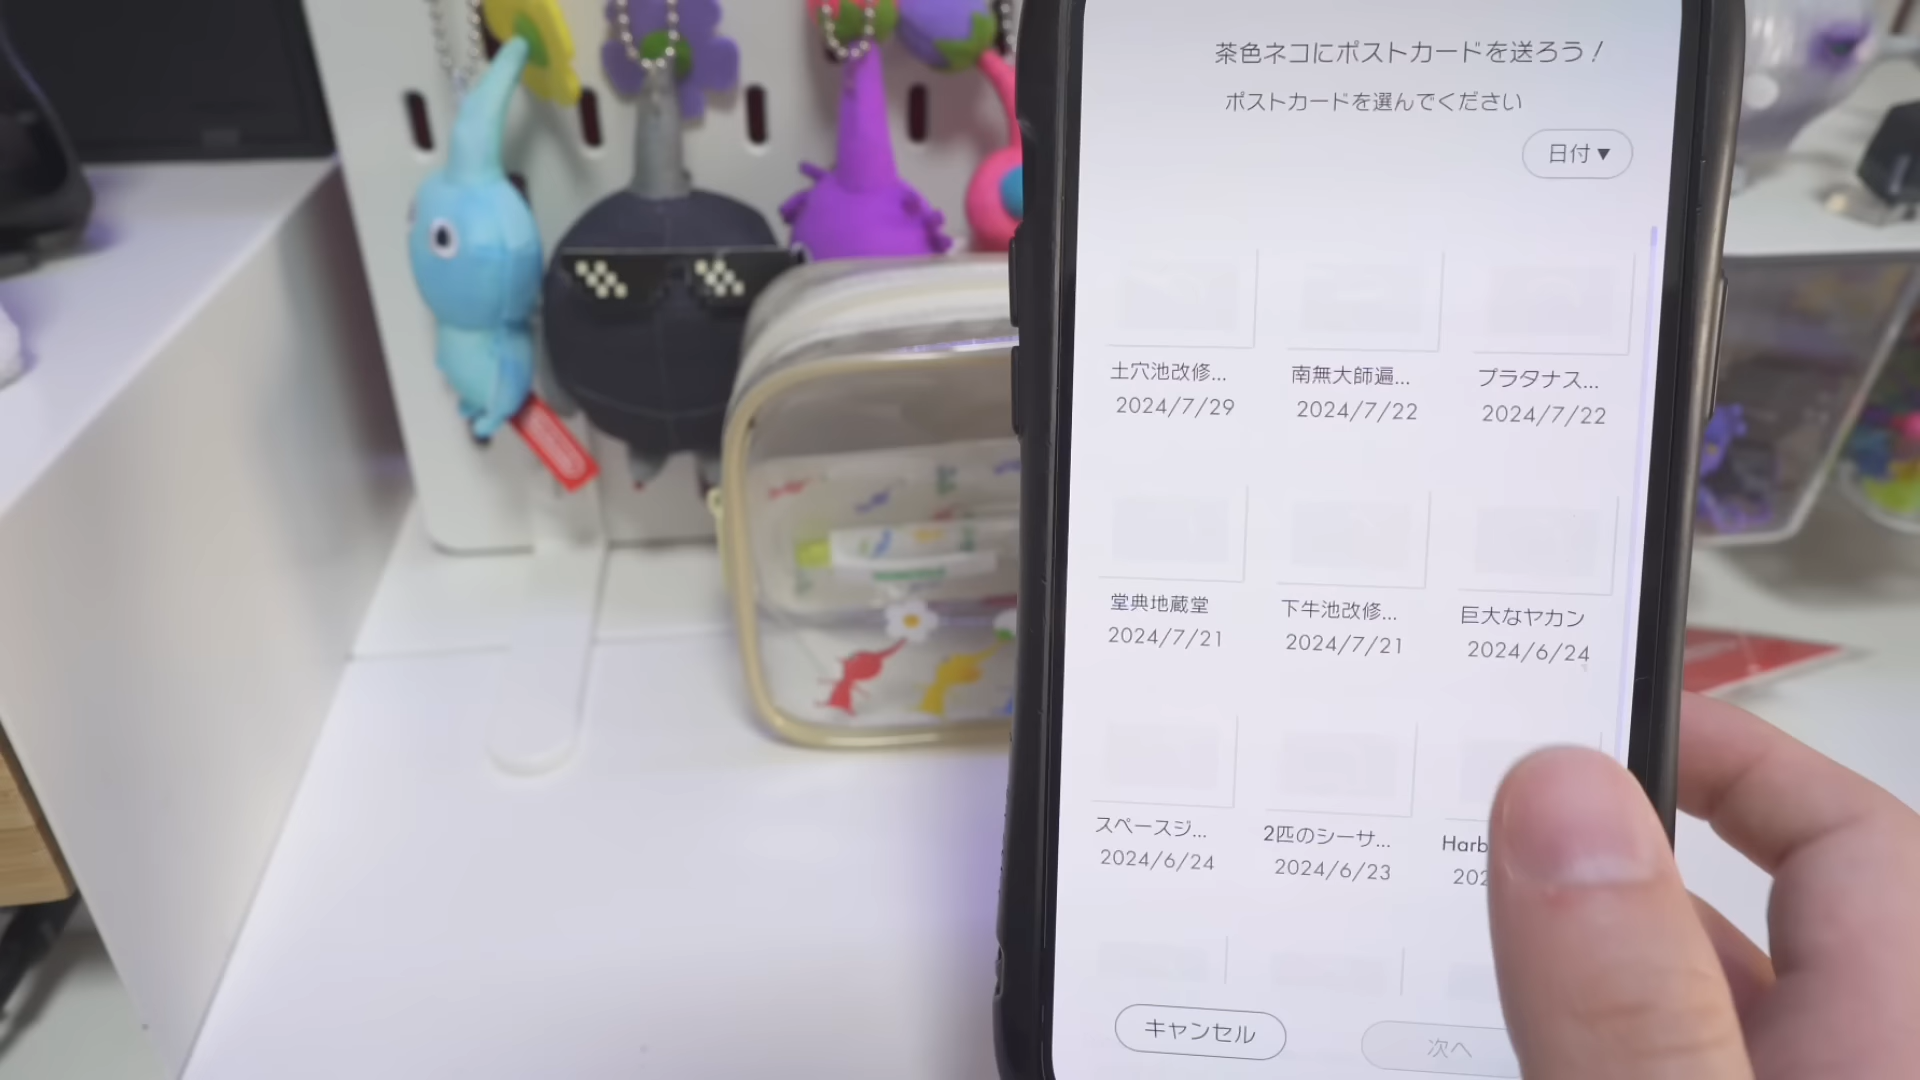 茶色ネコにポストカードを送ろう！
ポストカードを選んでください
日付▼
土穴池改修... 南無大師遍... プラタナス...
2024/7/29 2024/7/22 2024/7/22
堂典地蔵堂 下牛池改修... 巨大なヤカン
2024/7/21 2024/7/21 2024/6/24
スペースジ... 2匹のシーサ... Harb
2024/6/24 2024/6/23 202
キャンセル 次へ